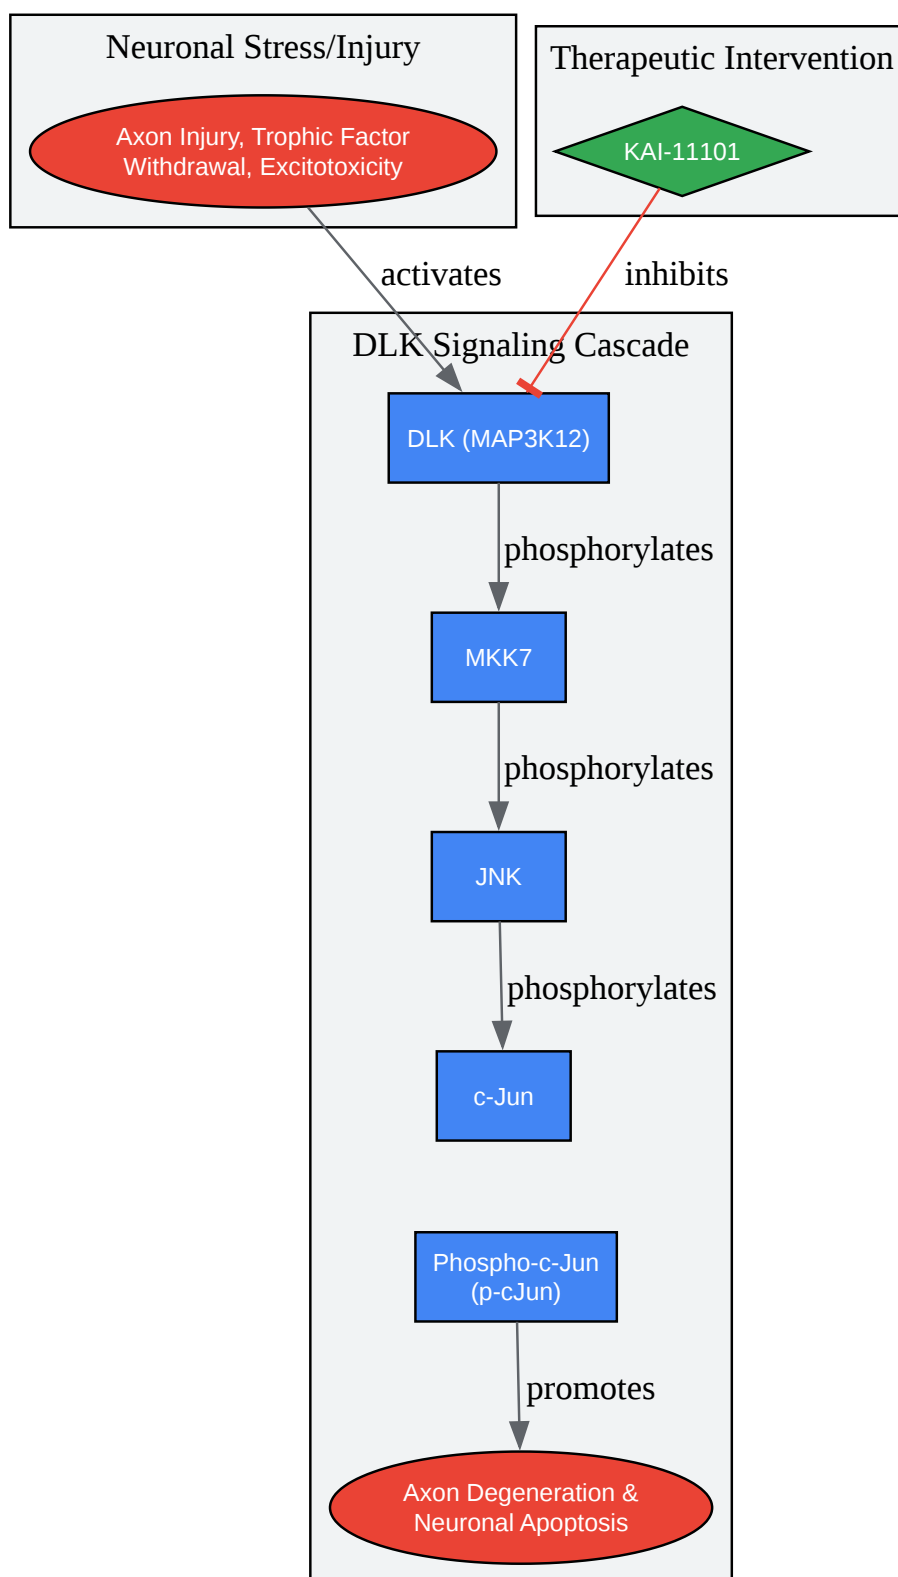 Neuronal Stress/Injury
Axon Injury, Trophic Factor
Withdrawal, Excitotoxicity
Therapeutic Intervention
KAI-11101
activates
inhibits
DLK Signaling Cascade
DLK (MAP3K12)
phosphorylates
MKK7
phosphorylates
JNK
phosphorylates
c-Jun
Phospho-c-Jun
(p-cJun)
promotes
Axon Degeneration &
Neuronal Apoptosis